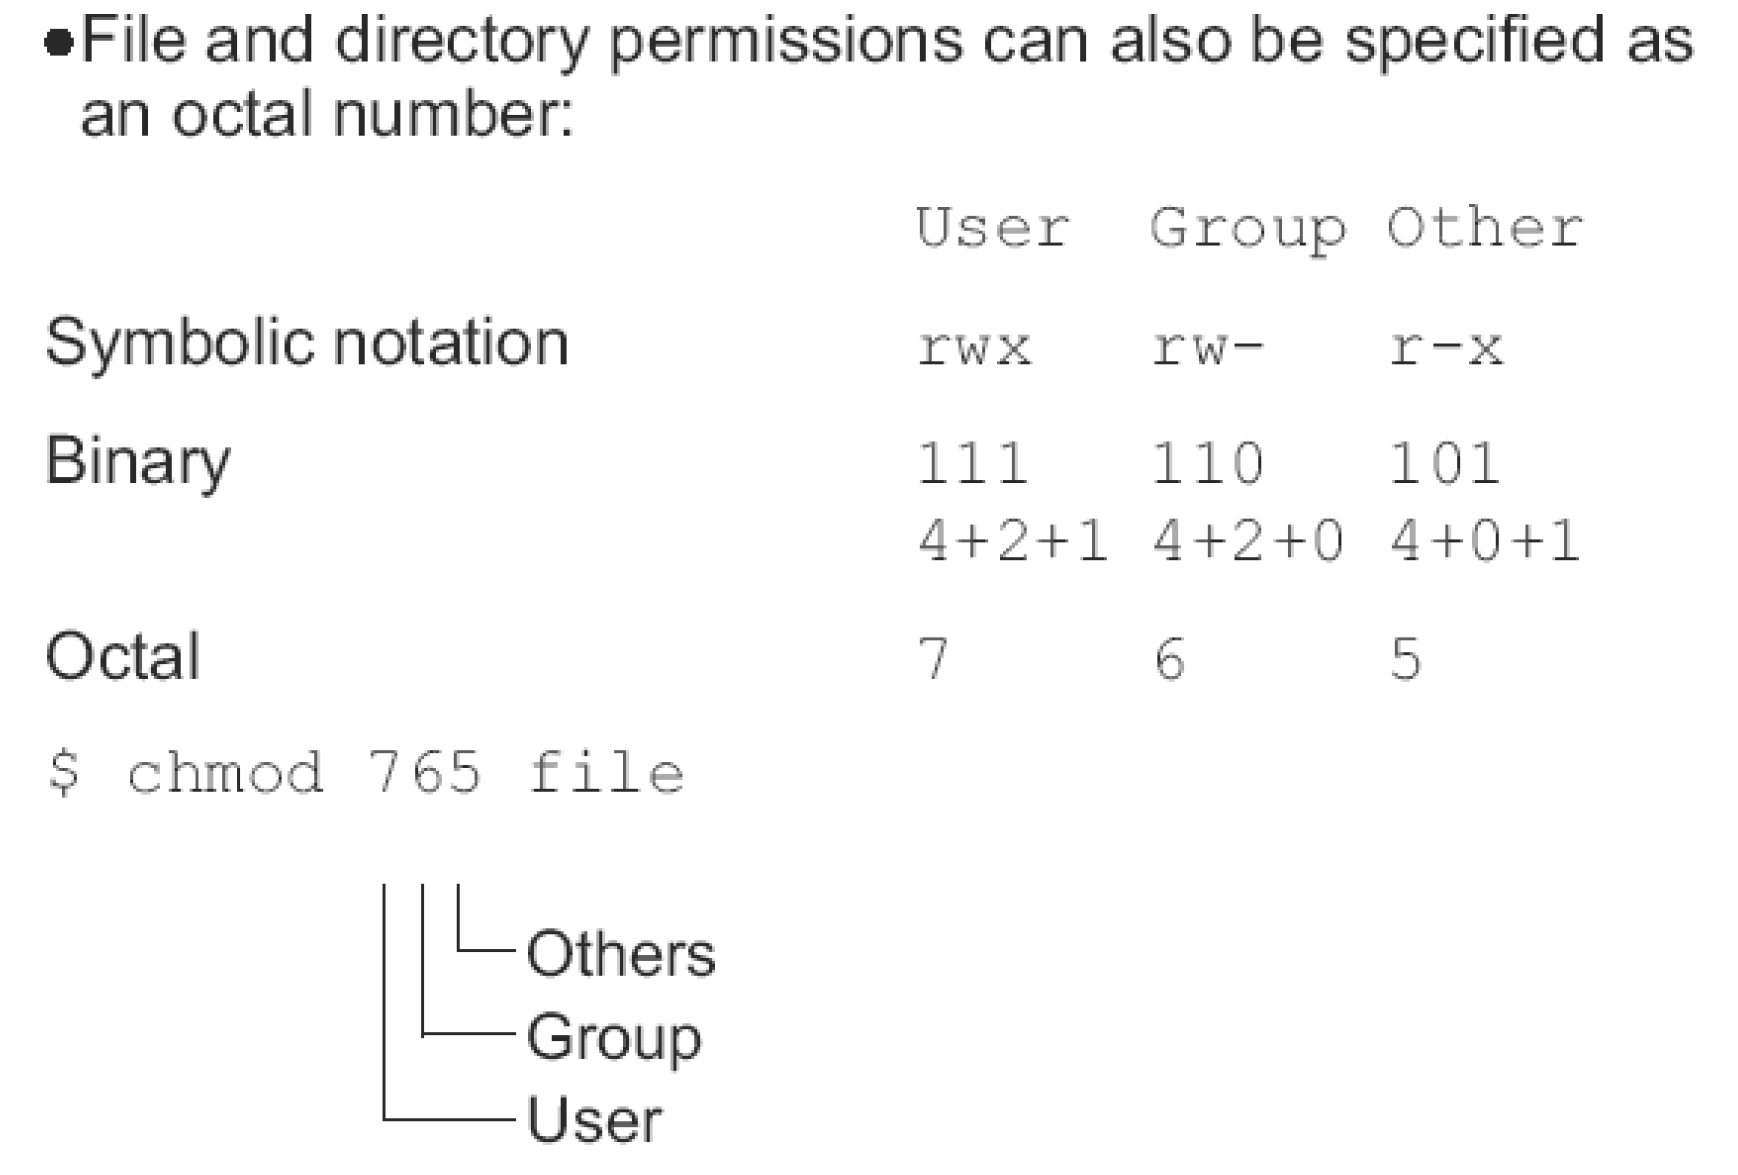 ●File and directory permissions can also be specified as
an octal number:
User Group Other
Symbolic notation rwx rw- r-x
Binary 111 110 101
4+2+1 4+2+0 4+0+1
Octal 7 6 5
$ chmod 765 file
Others
Group
User